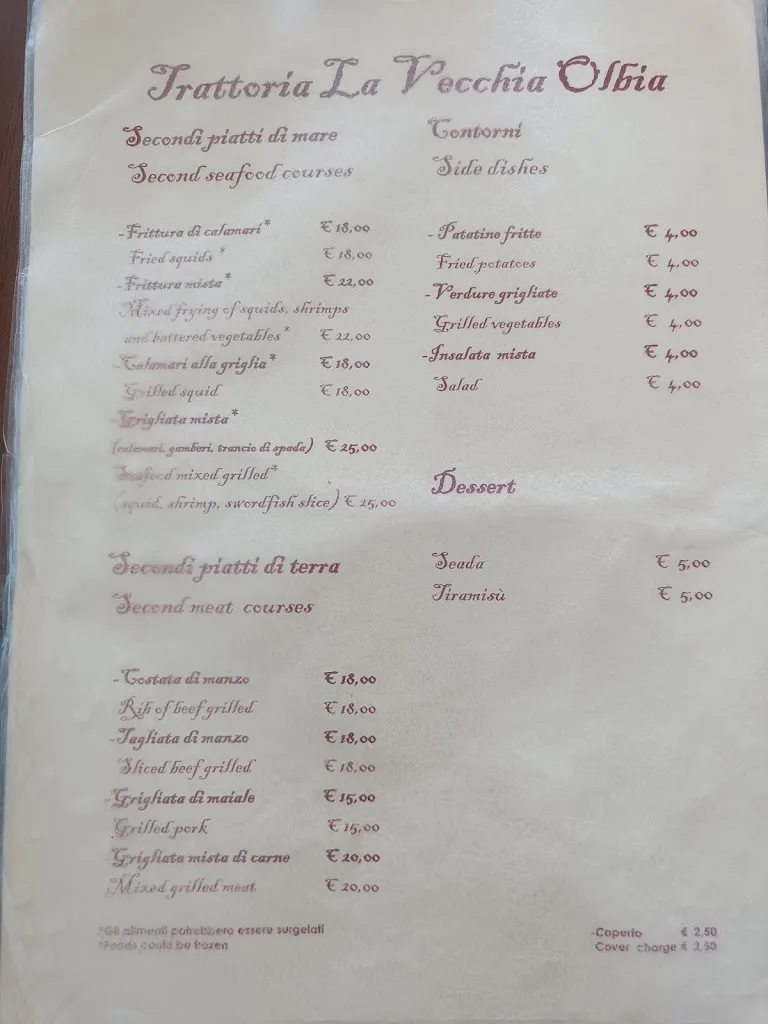 Trattoria La Vecchia Olbia
Secondi piatti di mare
Second seafood courses
-Frittura di calamari* € 18,00
Fried squids * € 18,00
-Frittura mista* € 22,00
Mixed frying of squids, shrimps
and battered vegetables* € 22,00
-Calamari alla griglia* € 18,00
Grilled squid € 18,00
-Grigliata mista*
(calamari, gamberi, trancio di spada) € 25,00
Seafood mixed grilled*
(squid, shrimp, swordfish slice) € 25,00
Secondi piatti di terra
Second meat courses
-Costata di manzo € 18,00
Rib of beef grilled € 18,00
-Tagliata di manzo € 18,00
Sliced beef grilled € 18,00
-Grigliata di maiale € 15,00
Grilled pork € 15,00
-Grigliata mista di carne € 20,00
Mixed grilled meat € 20,00
*Gli alimenti potrebbero essere surgelati
*Foods could be frozen
Contorni
Side dishes
- Patatine fritte € 4,00
Fried potatoes € 4,00
-Verdure grigliate € 4,00
Grilled vegetables € 4,00
-Insalata mista € 4,00
Salad € 4,00
Dessert
Seada € 5,00
Tiramisù € 5,00
-Coperto € 2,50
Cover charge € 2,50